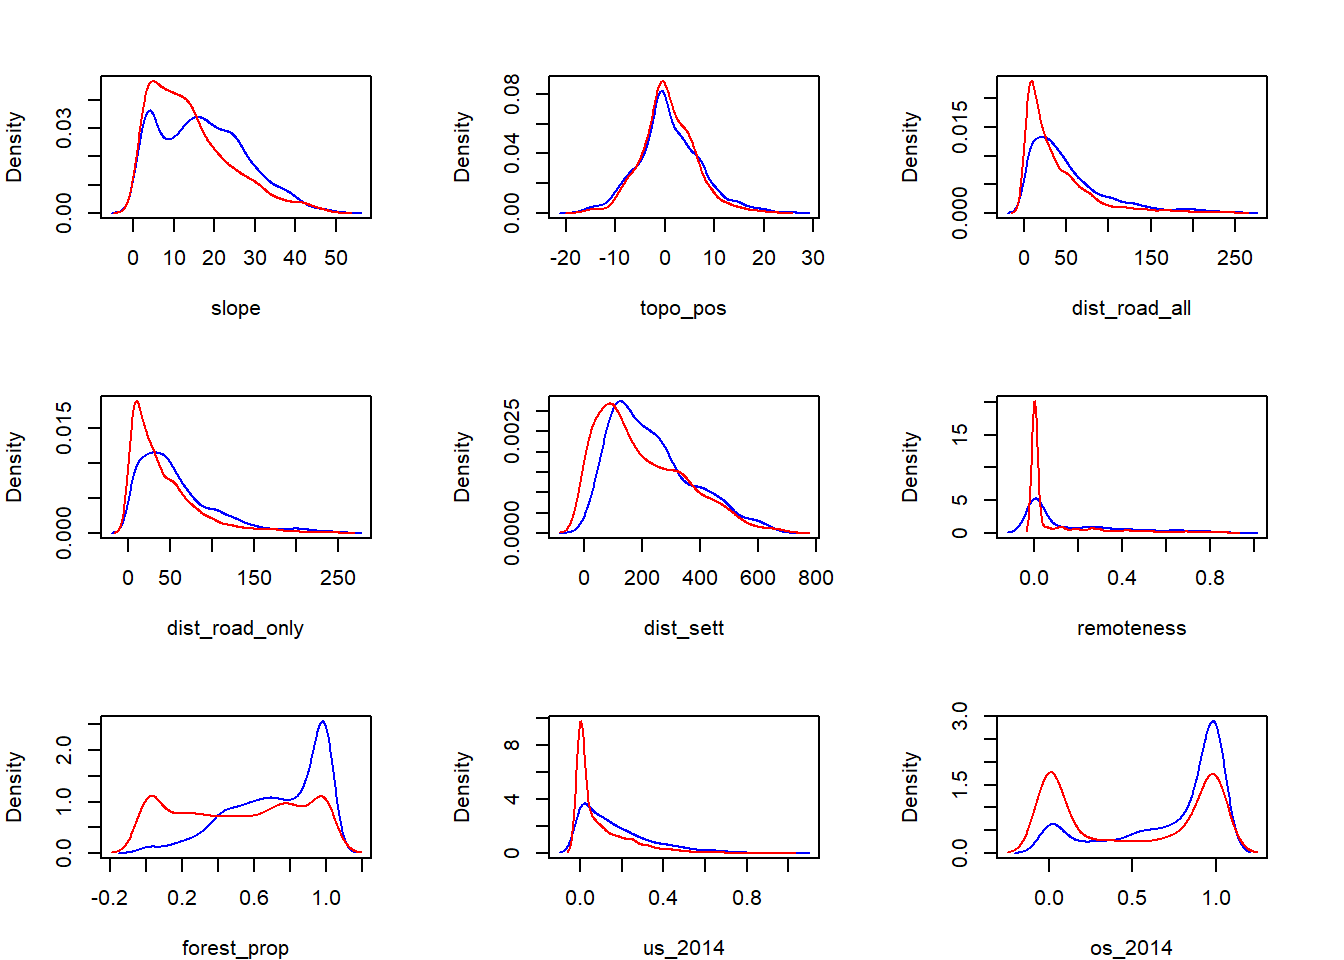 Density
0.00 0.03
0 10 20 30 40 50
slope
Density
0.00 0.04 0.08
-20 -10 0 10 20 30
topo_pos
Density
0.000 0.015
0 50 150 250
dist_road_all
Density
0.000 0.015
0 50 150 250
dist_road_only
Density
0.0000 0.0025
0 200 400 600 800
dist_sett
Density
0 5 15
0.0 0.4 0.8
remoteness
Density
0.0 1.0 2.0
-0.2 0.2 0.6 1.0
forest_prop
Density
0 4 8
0.0 0.4 0.8
us_2014
Density
0.0 1.5 3.0
0.0 0.5 1.0
os_2014